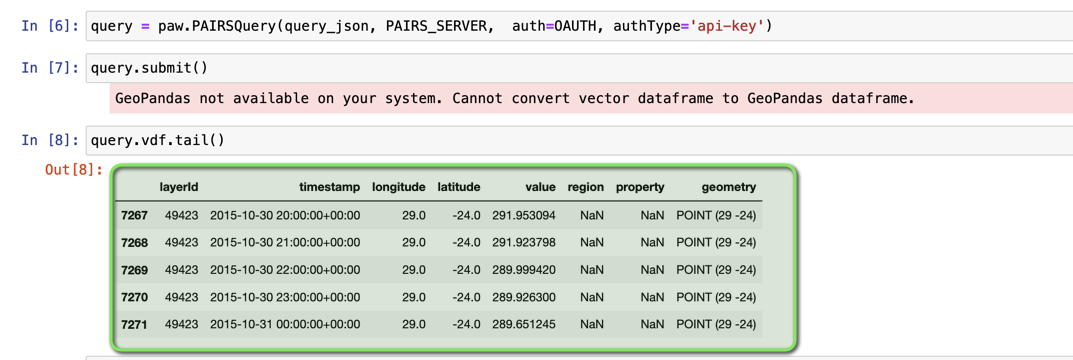 In [6]: query = paw.PAIRSQuery(query_json, PAIRS_SERVER,  auth=OAUTH, authType='api-key')
In [7]: query.submit()
GeoPandas not available on your system. Cannot convert vector dataframe to GeoPandas dataframe.
In [8]: query.vdf.tail()
Out[8]:
layerId timestamp longitude latitude value region property geometry
7267 49423 2015-10-30 20:00:00+00:00 29.0 -24.0 291.953094 NaN NaN POINT (29 -24)
7268 49423 2015-10-30 21:00:00+00:00 29.0 -24.0 291.923798 NaN NaN POINT (29 -24)
7269 49423 2015-10-30 22:00:00+00:00 29.0 -24.0 289.999420 NaN NaN POINT (29 -24)
7270 49423 2015-10-30 23:00:00+00:00 29.0 -24.0 289.926300 NaN NaN POINT (29 -24)
7271 49423 2015-10-31 00:00:00+00:00 29.0 -24.0 289.651245 NaN NaN POINT (29 -24)